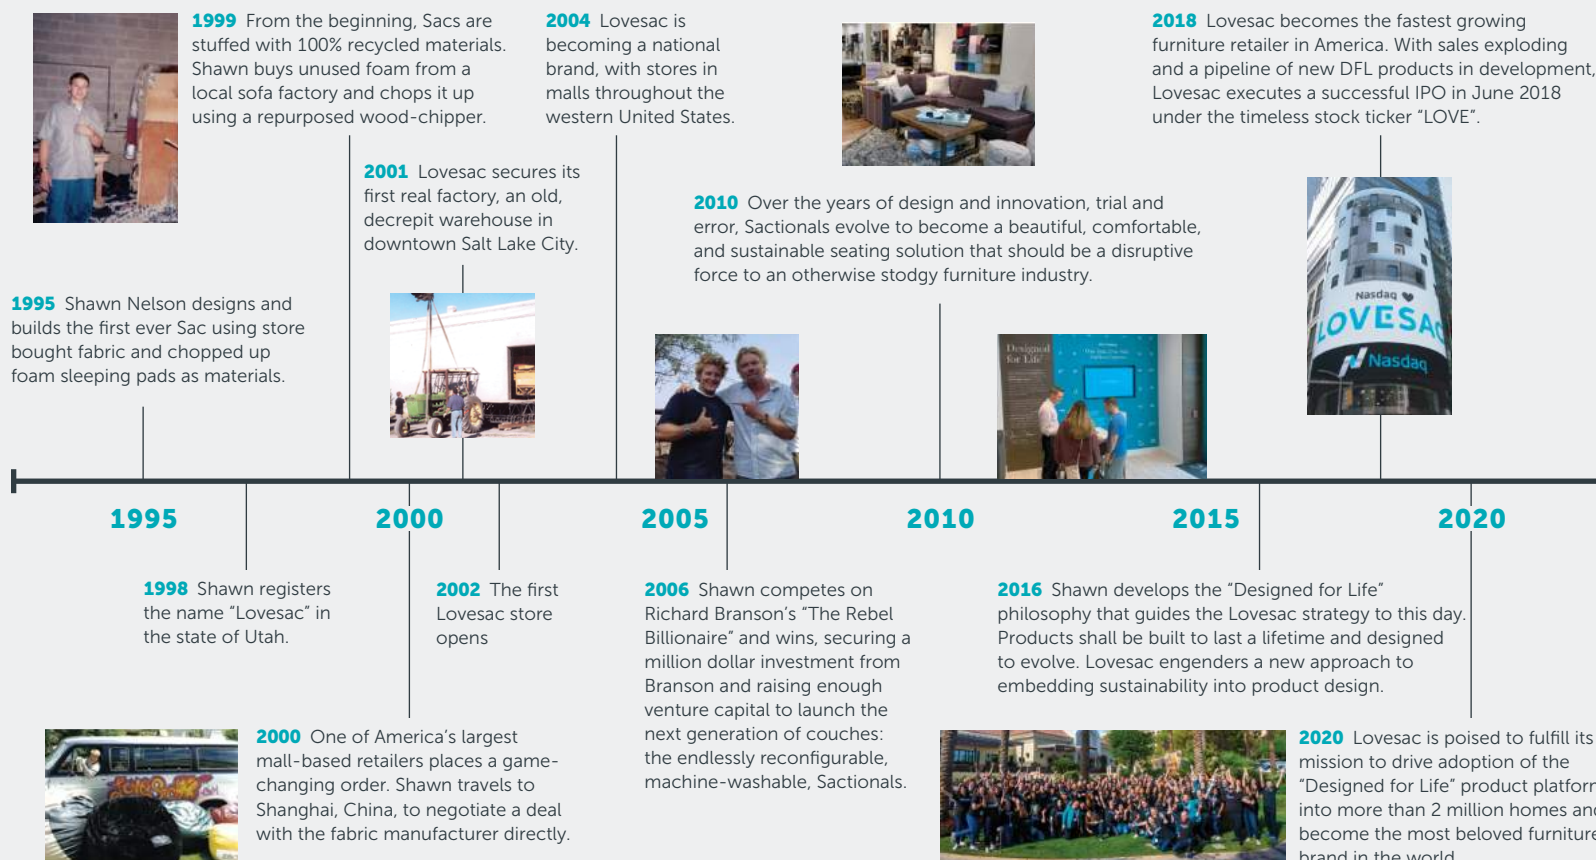 1999 From the beginning, Sacs are
stuffed with 100% recycled materials.
Shawn buys unused foam from a
local sofa factory and chops it up
using a repurposed wood-chipper.
2004 Lovesac is
becoming a national
brand, with stores in
malls throughout the
western United States.
2018 Lovesac becomes the fastest growing
furniture retailer in America. With sales exploding
and a pipeline of new DFL products in development,
Lovesac executes a successful IPO in June 2018
under the timeless stock ticker “LOVE”.
2001 Lovesac secures its
first real factory, an old,
decrepit warehouse in
downtown Salt Lake City.
2010 Over the years of design and innovation, trial and
error, Sactionals evolve to become a beautiful, comfortable,
and sustainable seating solution that should be a disruptive
force to an otherwise stodgy furniture industry.
1995 Shawn Nelson designs and
builds the first ever Sac using store
bought fabric and chopped up
foam sleeping pads as materials.
Designed
for Life
Nasdaq
LOVESAC
Nasdaq
1995
2000
2005
2010
2015
2020
1998 Shawn registers
the name “Lovesac” in
the state of Utah.
2002 The first
Lovesac store
opens
2006 Shawn competes on
Richard Branson’s “The Rebel
Billionaire” and wins, securing a
million dollar investment from
Branson and raising enough
venture capital to launch the
next generation of couches:
the endlessly reconfigurable,
machine-washable, Sactionals.
2016 Shawn develops the “Designed for Life”
philosophy that guides the Lovesac strategy to this day.
Products shall be built to last a lifetime and designed
to evolve. Lovesac engenders a new approach to
embedding sustainability into product design.
2000 One of America’s largest
mall-based retailers places a game-
changing order. Shawn travels to
Shanghai, China, to negotiate a deal
with the fabric manufacturer directly.
2020 Lovesac is poised to fulfill its
mission to drive adoption of the
“Designed for Life” product platform
into more than 2 million homes and
become the most beloved furniture
brand in the world